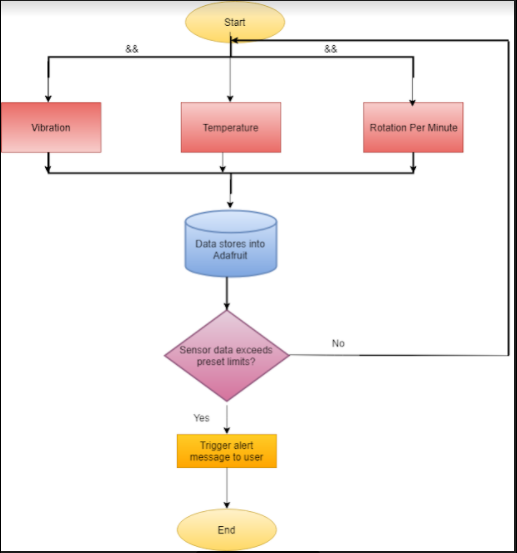 Start
&&
&&
Vibration
Temperature
Rotation Per Minute
Data stores into
Adafruit
Sensor data exceeds
preset limits?
No
Yes
Trigger alert
message to user
End